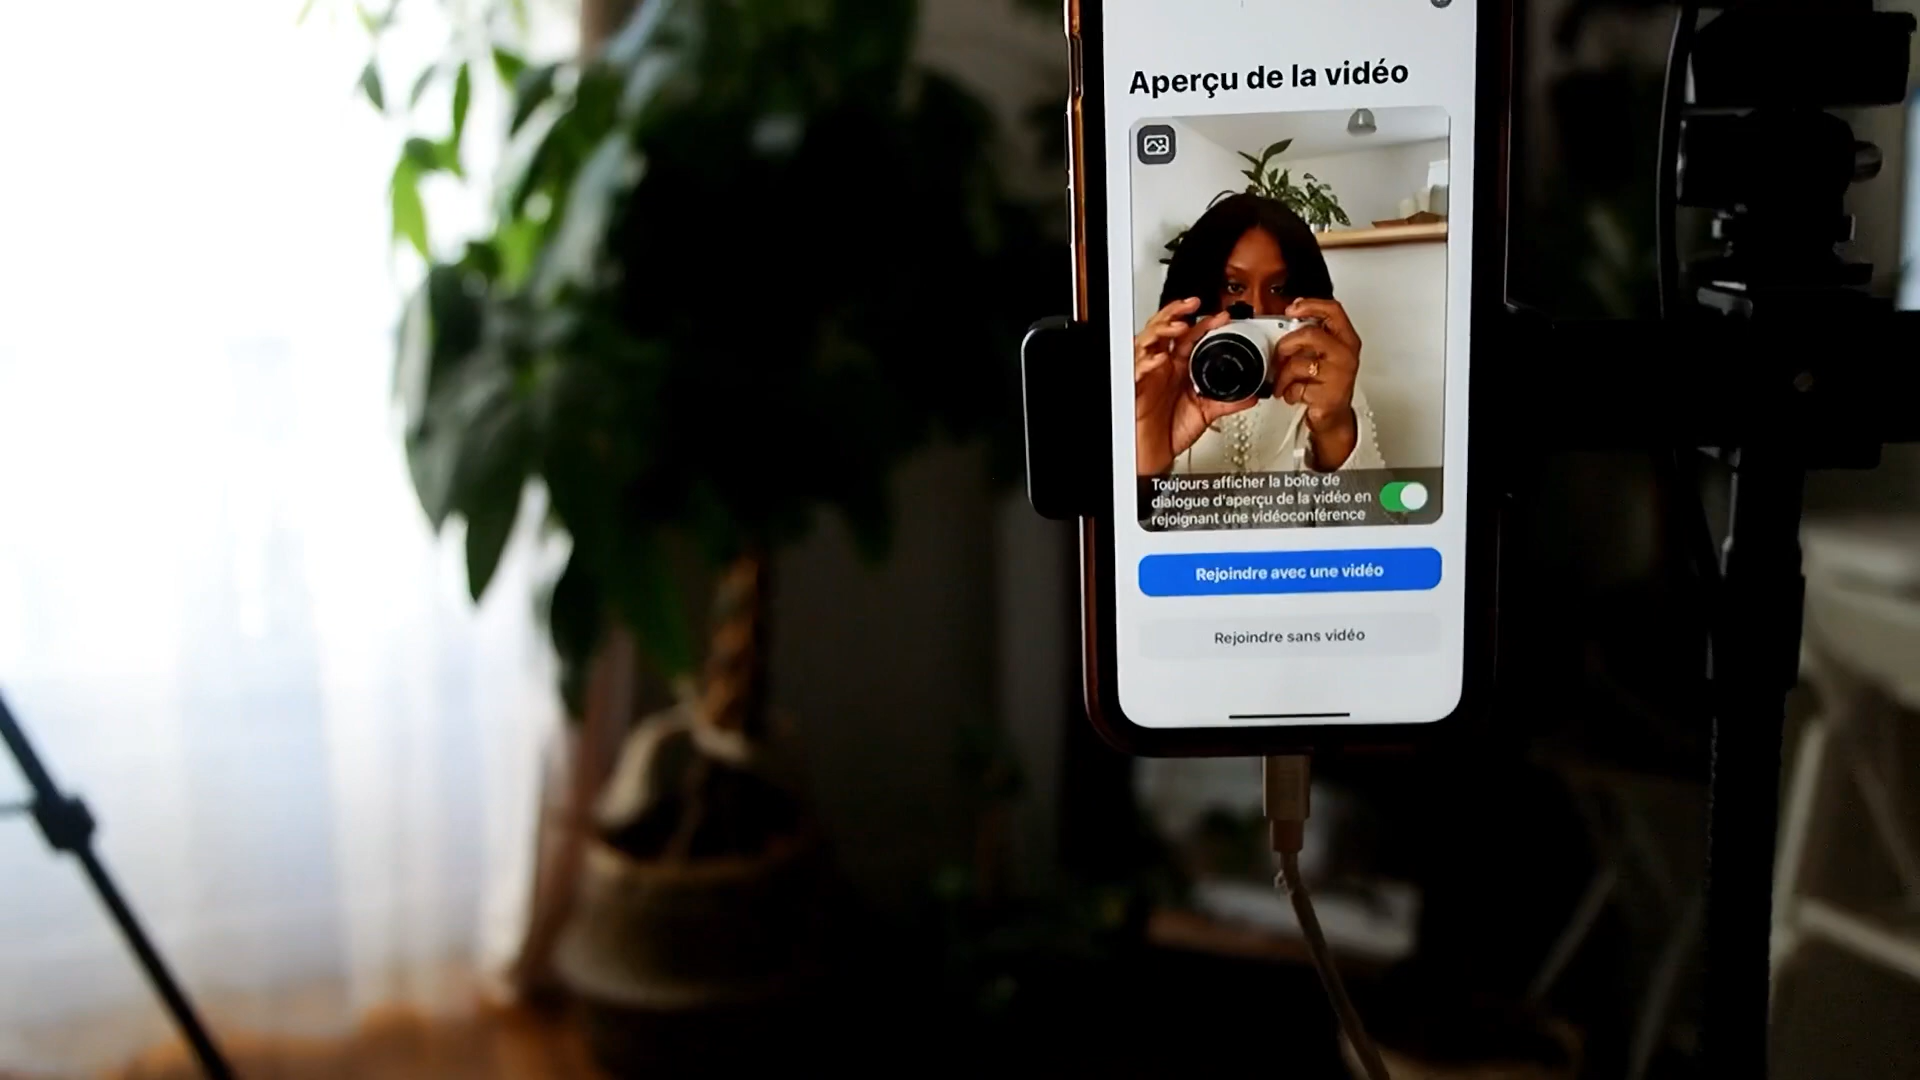 Aperçu de la vidéo
Toujours afficher la boîte de
dialogue d'aperçu de la vidéo en
rejoignant une vidéoconférence
Rejoindre avec une vidéo
Rejoindre sans vidéo